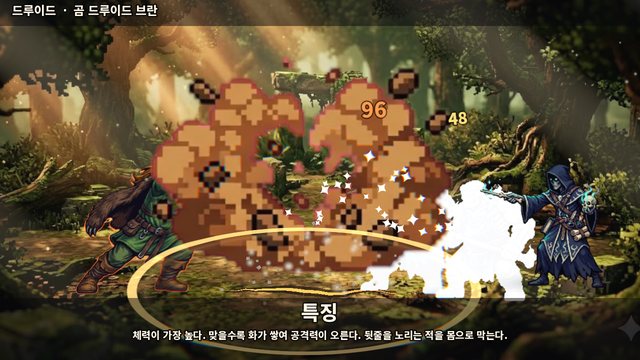 드루이드 · 곰 드루이드 브란
96
48
특징
체력이 가장 높다. 맞을수록 화가 쌓여 공격력이 오른다. 뒷줄을 노리는 적을 몸으로 막는다.